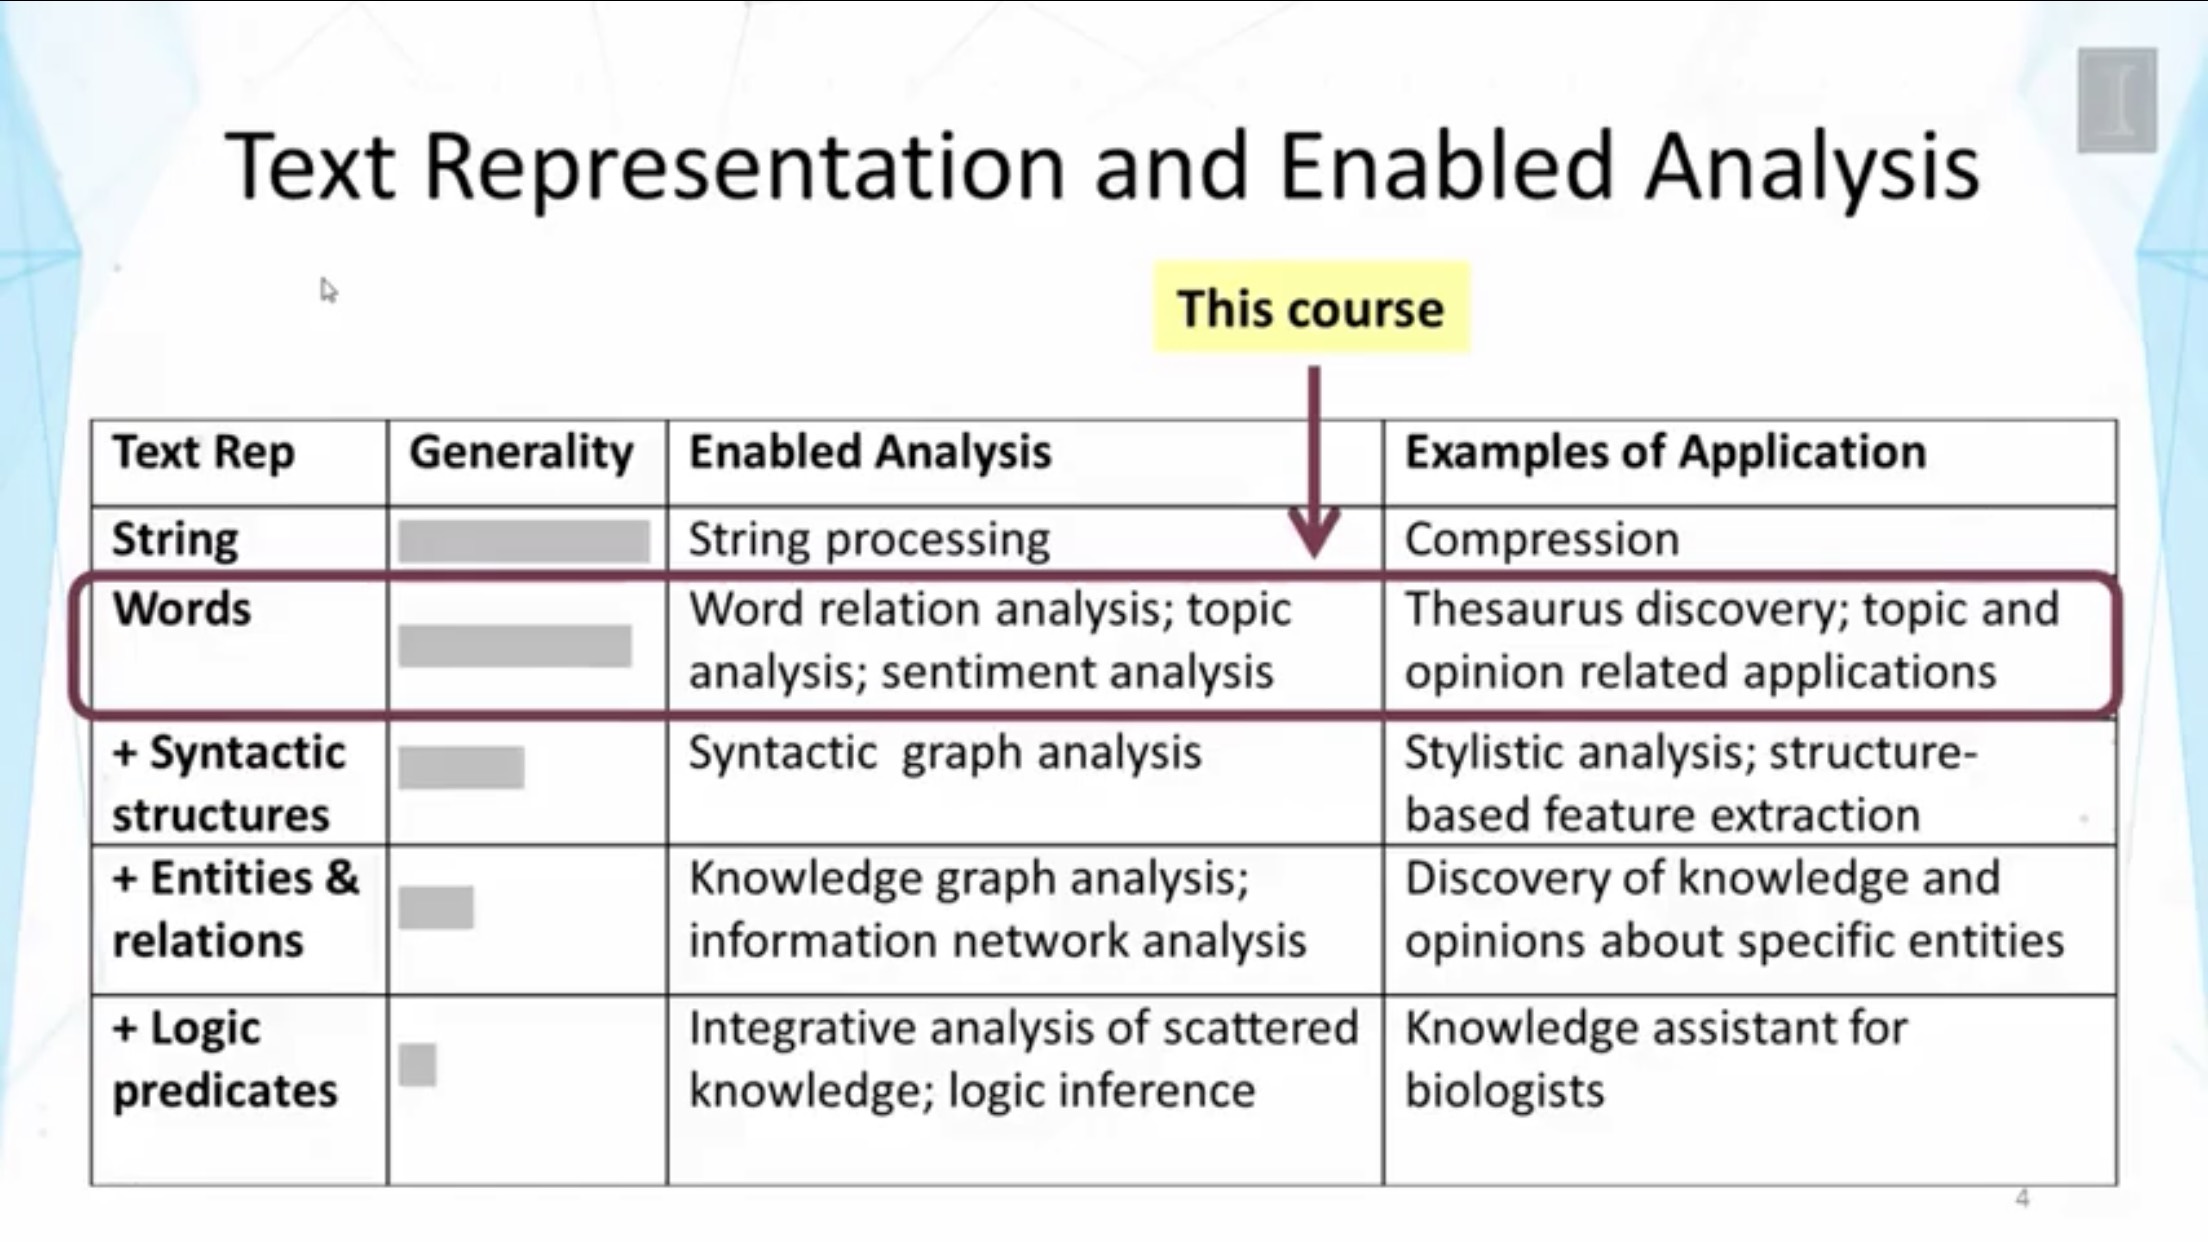 Text Representation and Enabled Analysis
This course
Text Rep Generality Enabled Analysis Examples of Application
String String processing Compression
Words Word relation analysis; topic Thesaurus discovery; topic and
analysis; sentiment analysis opinion related applications
+ Syntactic Syntactic graph analysis Stylistic analysis; structure-
structures based feature extraction
+ Entities & Knowledge graph analysis; Discovery of knowledge and
relations information network analysis opinions about specific entities
+ Logic Integrative analysis of scattered Knowledge assistant for
predicates knowledge; logic inference biologists
4